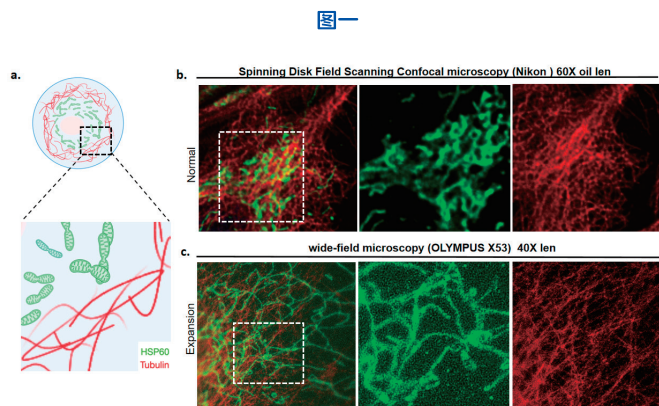 图一
a.
b.
Spinning Disk Field Scanning Confocal microscopy (Nikon ) 60X oil len
Normal
HSP60
Tubulin
wide-field microscopy (OLYMPUS X53) 40X len
c.
Expansion